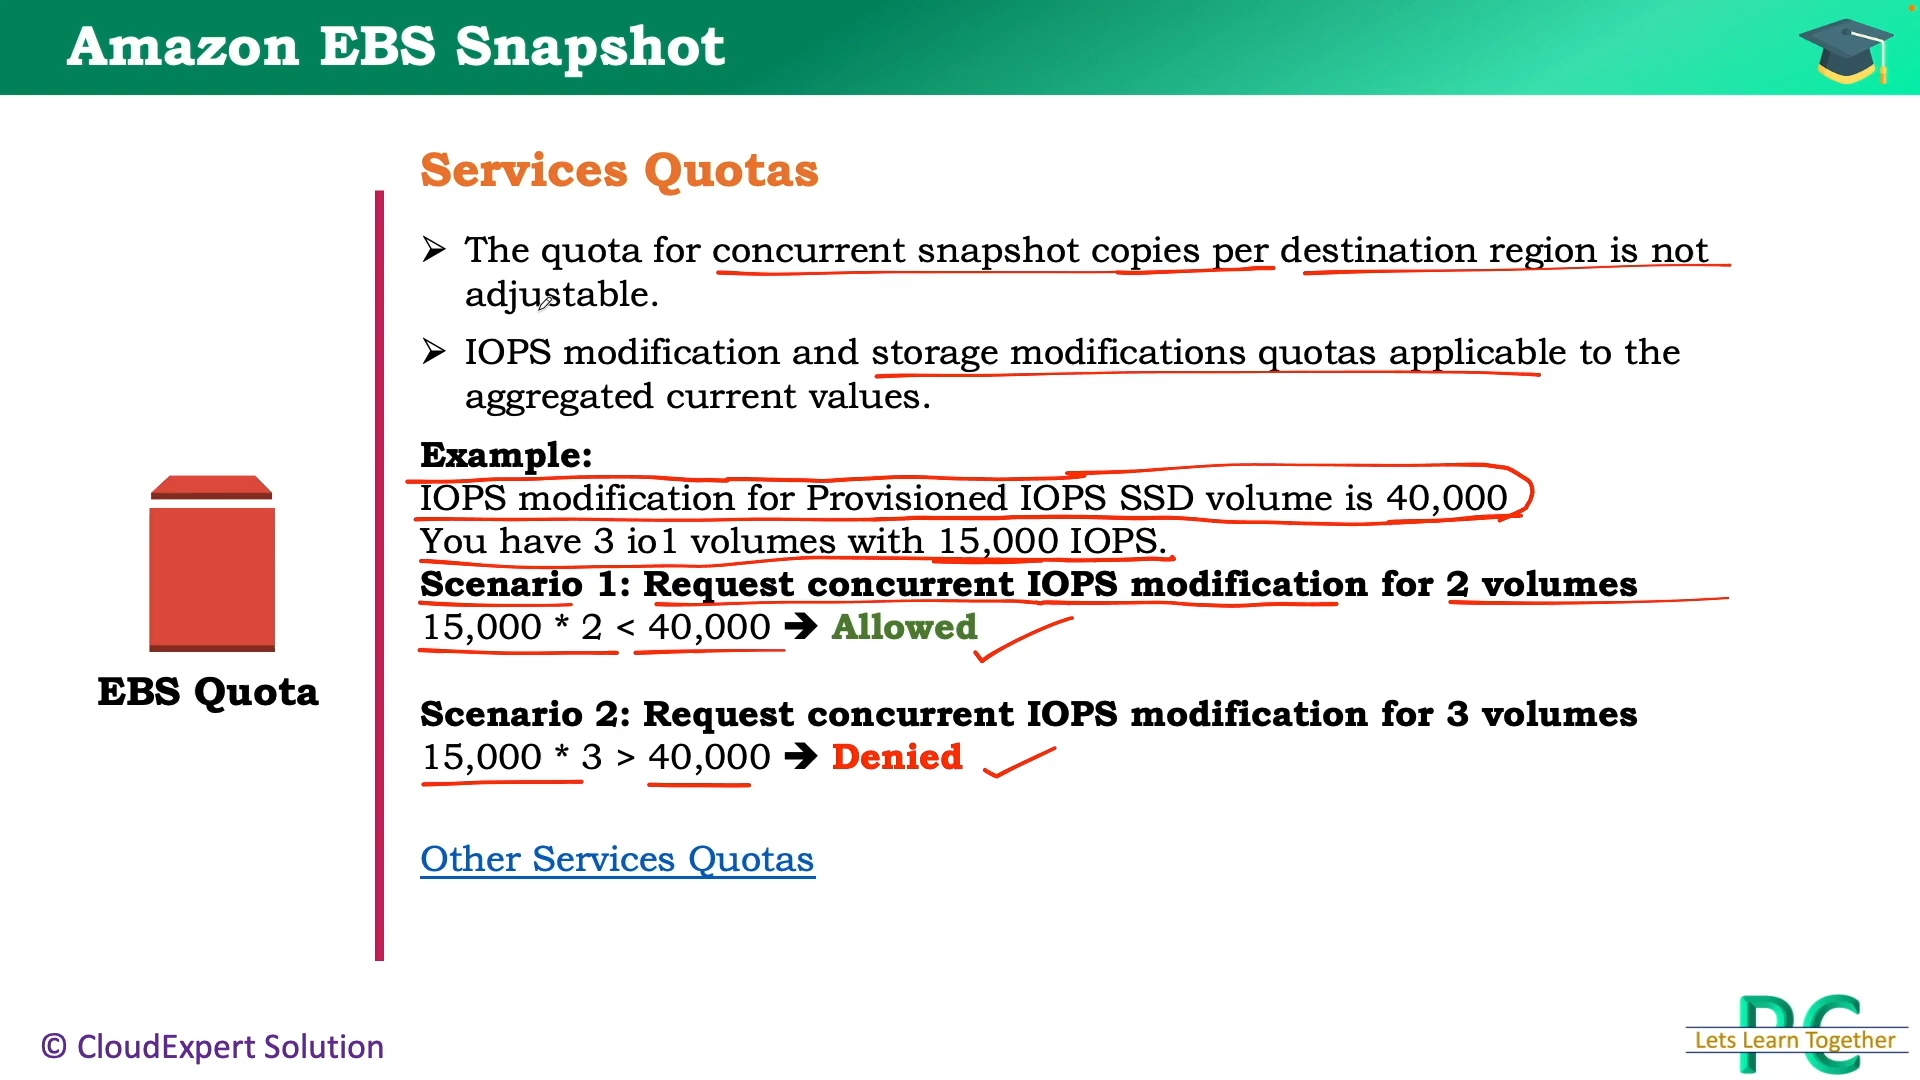 Amazon EBS Snapshot
Services Quotas
➢ The quota for concurrent snapshot copies per destination region is not
adjustable.
➢ IOPS modification and storage modifications quotas applicable to the
aggregated current values.
Example:
IOPS modification for Provisioned IOPS SSD volume is 40,000
You have 3 io1 volumes with 15,000 IOPS.
Scenario 1: Request concurrent IOPS modification for 2 volumes
15,000 * 2 < 40,000 ➔ Allowed
Scenario 2: Request concurrent IOPS modification for 3 volumes
15,000 * 3 > 40,000 ➔ Denied
Other Services Quotas
EBS Quota
© CloudExpert Solution
PC
Lets Learn Together